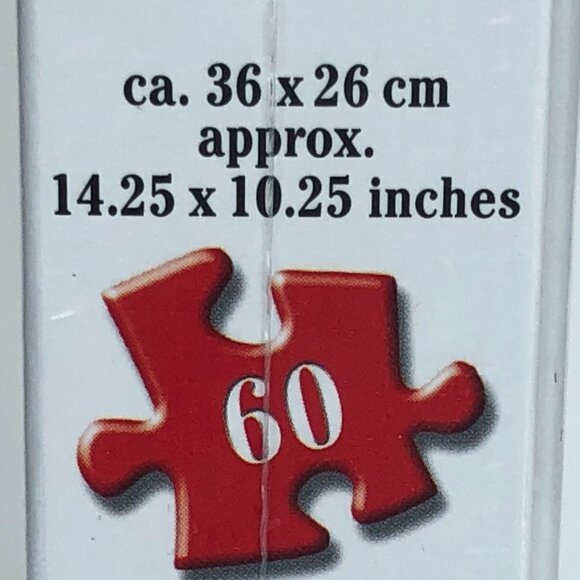 ca. 36 x 26 cm
approx.
14.25 x 10.25 inches
60